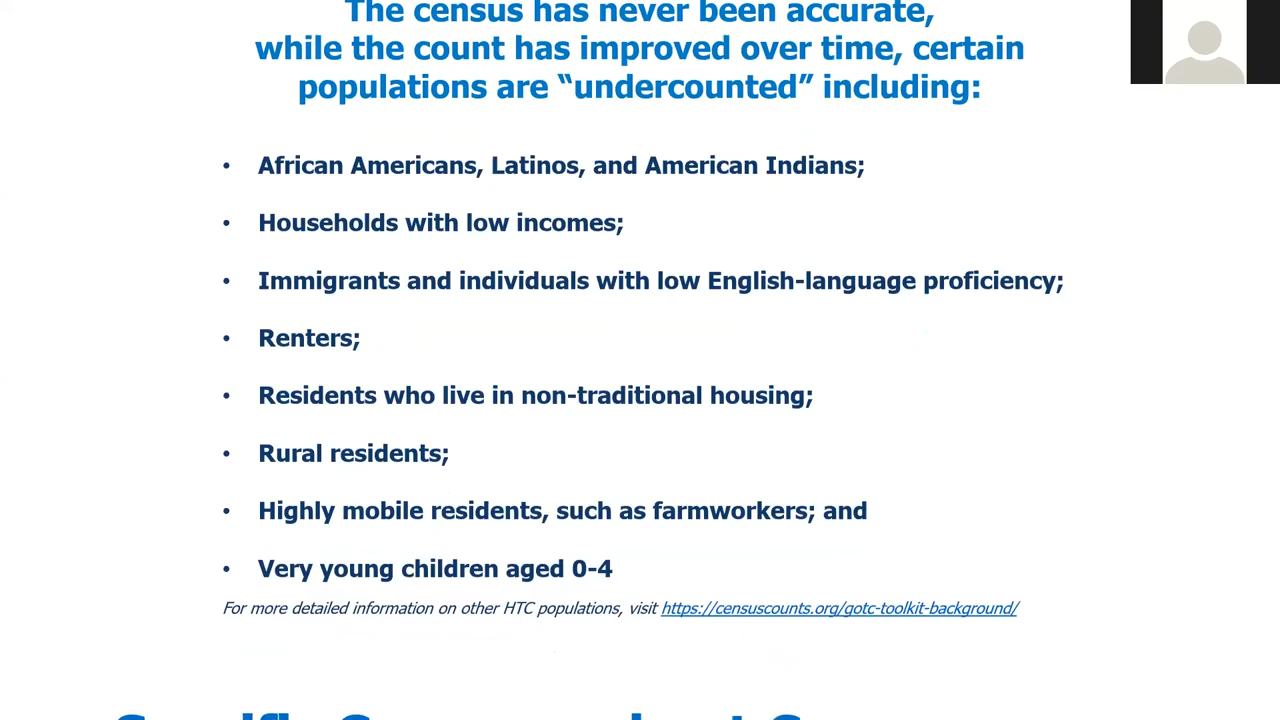 The census has never been accurate,
while the count has improved over time, certain
populations are “undercounted” including:
• African Americans, Latinos, and American Indians;
• Households with low incomes;
• Immigrants and individuals with low English-language proficiency;
• Renters;
• Residents who live in non-traditional housing;
• Rural residents;
• Highly mobile residents, such as farmworkers; and
• Very young children aged 0-4
For more detailed information on other HTC populations, visit https://censuscounts.org/gotc-toolkit-background/